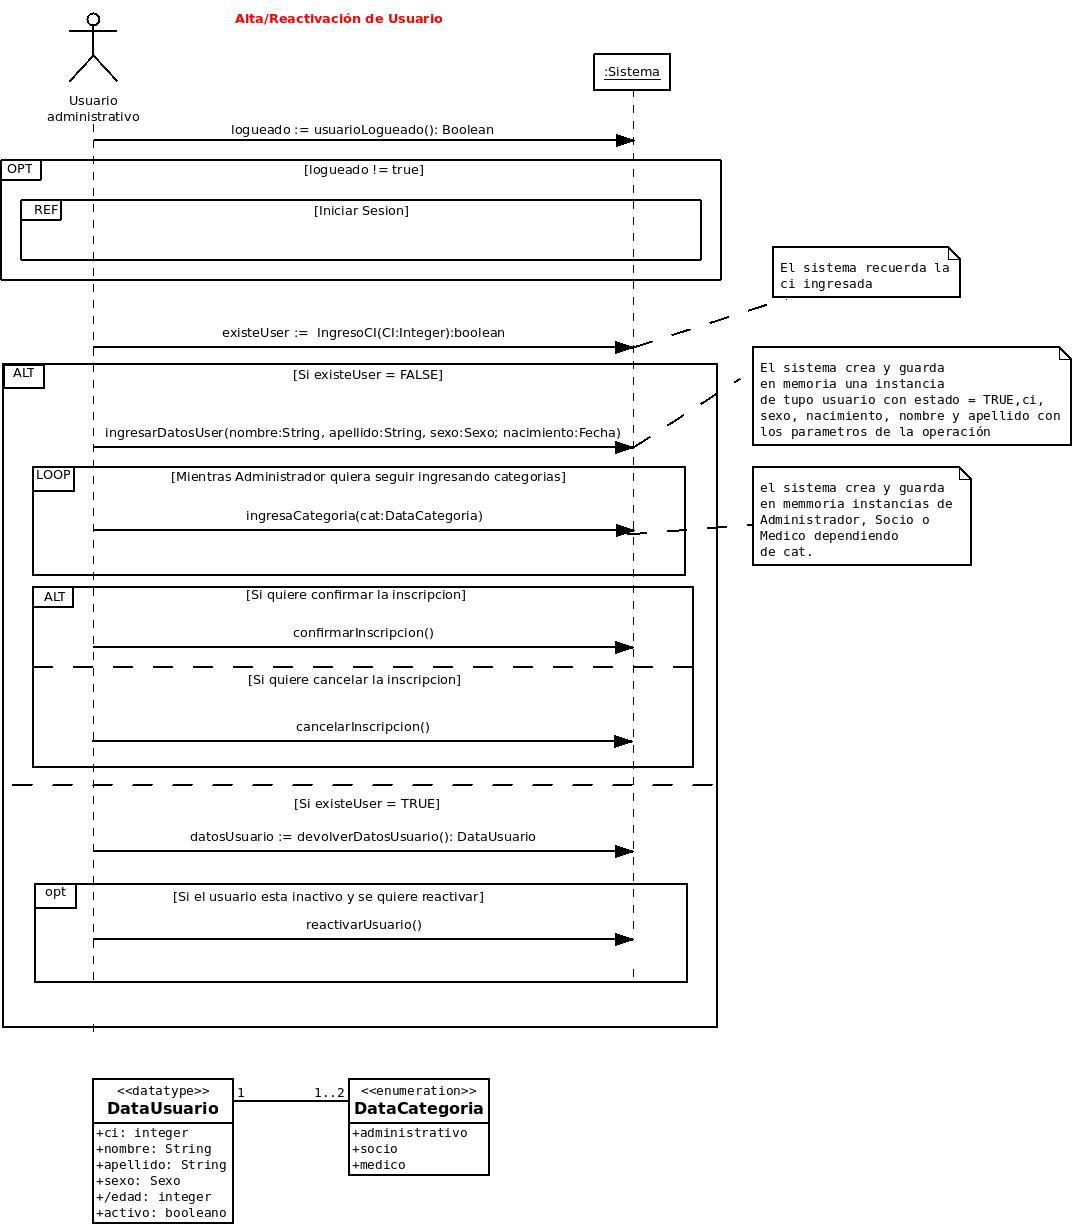 Alta/Reactivación de Usuario
:Sistema
Usuario
administrativo
logueado := usuarioLogueado(): Boolean
OPT
[logueado != true]
REF
[Iniciar Sesion]
El sistema recuerda la
ci ingresada
existeUser :=  IngresoCI(CI:Integer):boolean
ALT
[Si existeUser = FALSE]
El sistema crea y guarda
en memoria una instancia
de tupo usuario con estado = TRUE,ci,
sexo, nacimiento, nombre y apellido con
los parametros de la operación
ingresarDatosUser(nombre:String, apellido:String, sexo:Sexo; nacimiento:Fecha)
LOOP
[Mientras Administrador quiera seguir ingresando categorias]
ingresaCategoria(cat:DataCategoria)
el sistema crea y guarda
en memmoria instancias de
Administrador, Socio o
Medico dependiendo
de cat.
ALT
[Si quiere confirmar la inscripcion]
confirmarInscripcion()
[Si quiere cancelar la inscripcion]
cancelarInscripcion()
[Si existeUser = TRUE]
datosUsuario := devolverDatosUsuario(): DataUsuario
opt
[Si el usuario esta inactivo y se quiere reactivar]
reactivarUsuario()
<<datatype>>
DataUsuario
+ci: integer
+nombre: String
+apellido: String
+sexo: Sexo
+/edad: integer
+activo: booleano
1
1..2
<<enumeration>>
DataCategoria
+administrativo
+socio
+medico